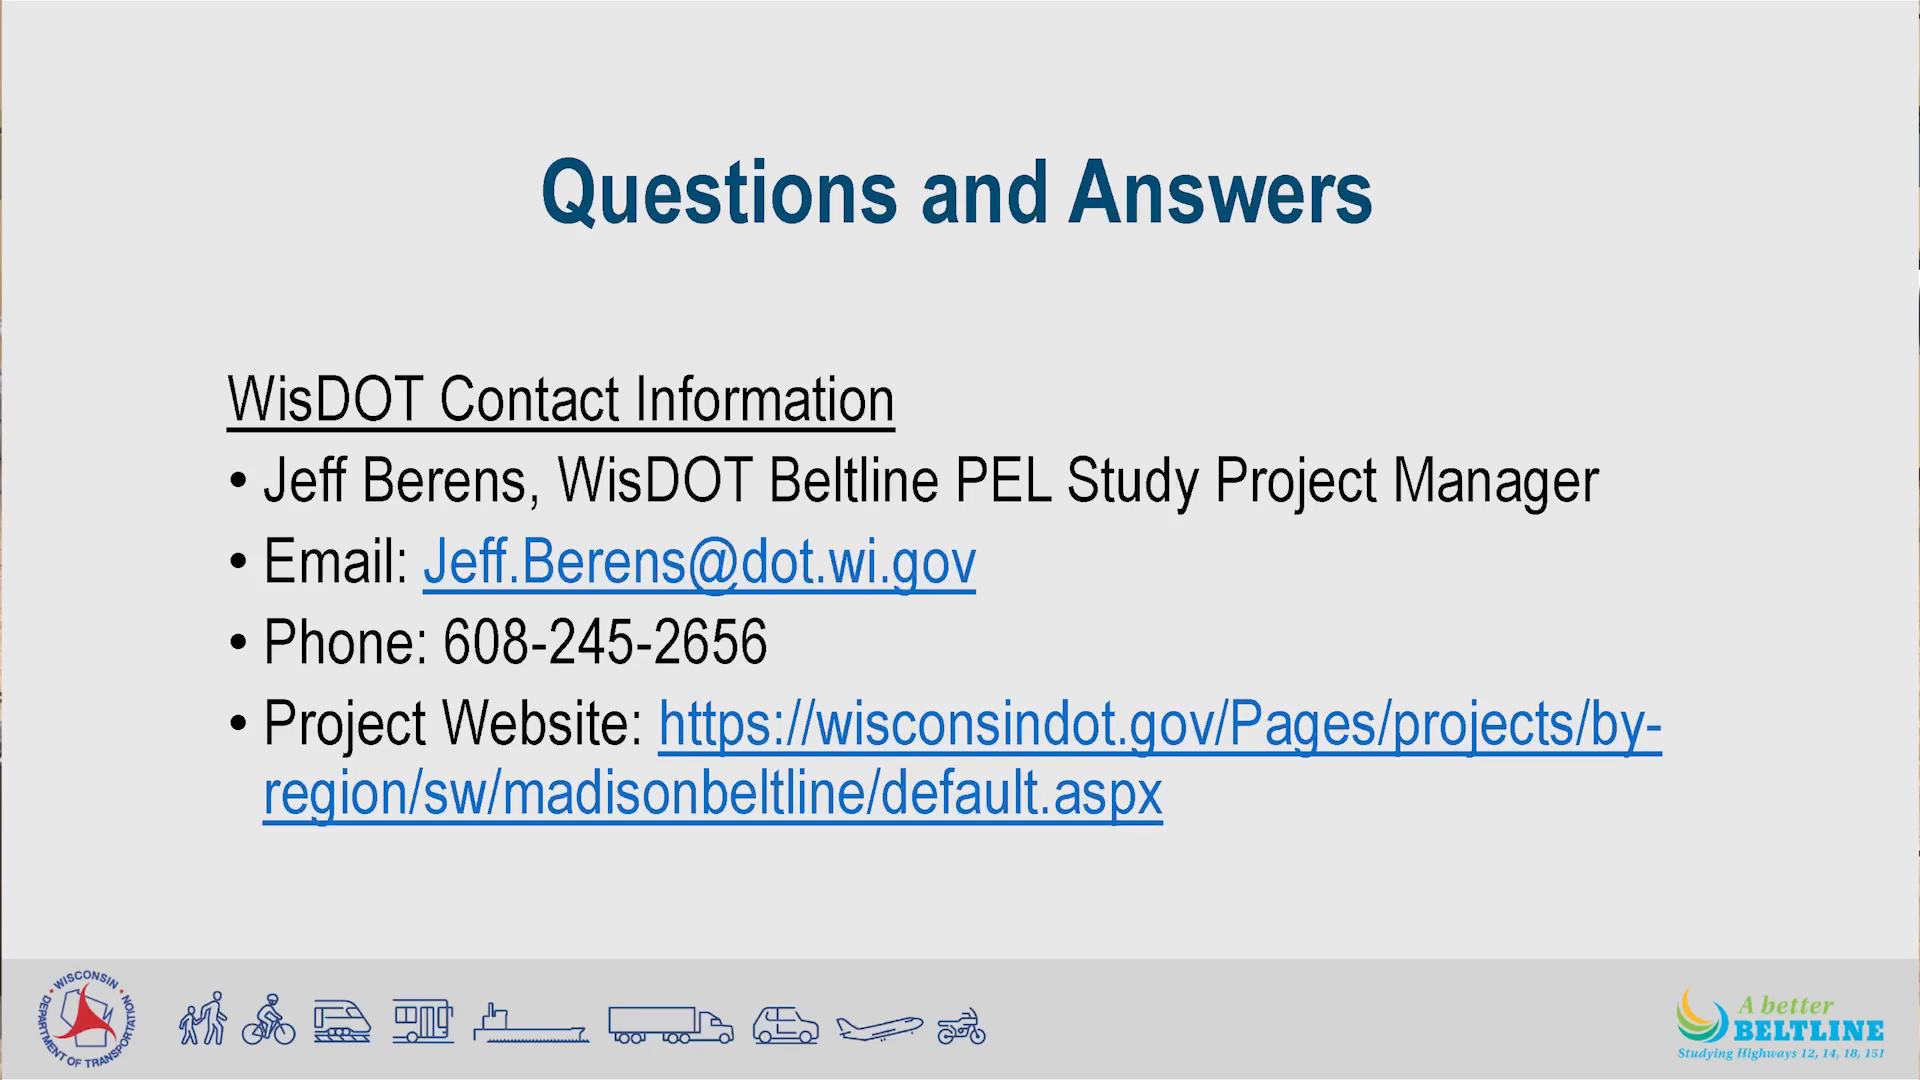 Questions and Answers
WisDOT Contact Information
• Jeff Berens, WisDOT Beltline PEL Study Project Manager
• Email: Jeff.Berens@dot.wi.gov
• Phone: 608-245-2656
• Project Website: https://wisconsindot.gov/Pages/projects/by-
region/sw/madisonbeltline/default.aspx
WISCONSIN
DEPARTMENT OF TRANSPORTATION
A better
BELTLINE
Studying Highways 12, 14, 18, 151